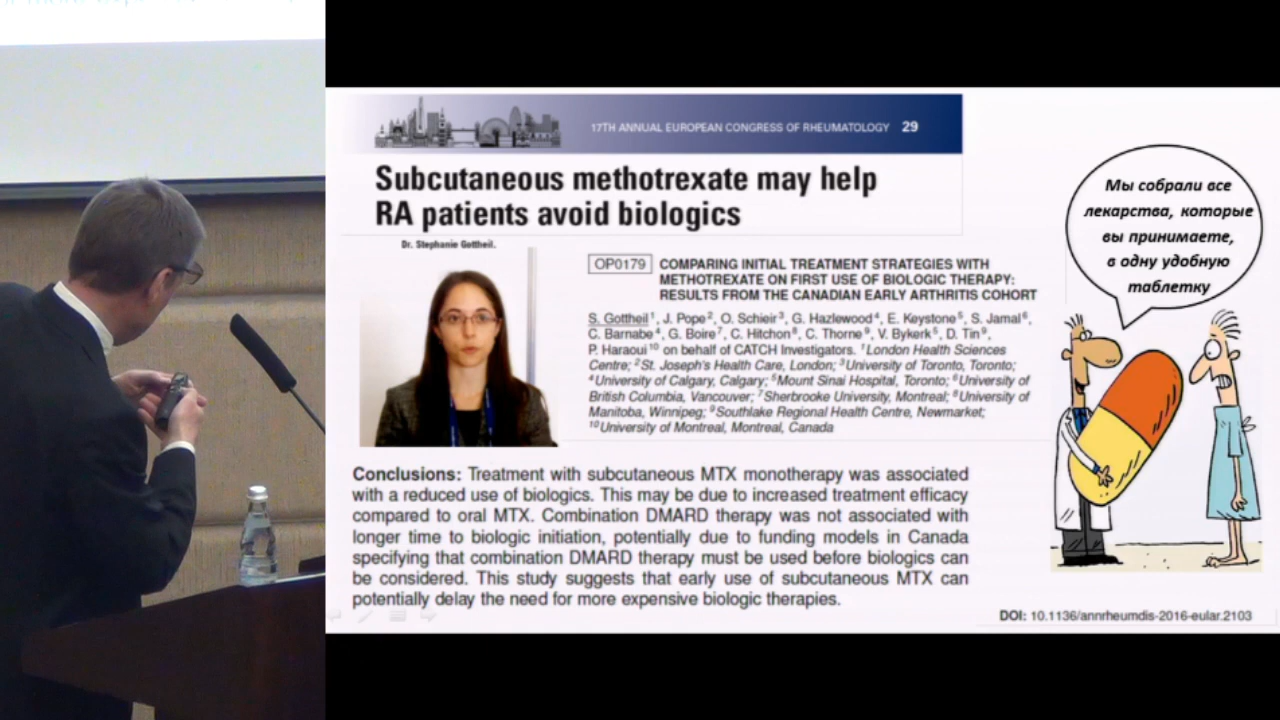 17TH ANNUAL EUROPEAN CONGRESS OF RHEUMATOLOGY 29
Subcutaneous methotrexate may help
RA patients avoid biologics
Dr. Stephanie Gottheil.
OP0179 COMPARING INITIAL TREATMENT STRATEGIES WITH
METHOTREXATE ON FIRST USE OF BIOLOGIC THERAPY:
RESULTS FROM THE CANADIAN EARLY ARTHRITIS COHORT
S. Gottheil¹, J. Pope², O. Schieir³, G. Hazlewood⁴, E. Keystone⁵, S. Jamal⁶,
C. Barnabe⁴, G. Boire⁷, C. Hitchon⁸, C. Thorne⁹, V. Bykerk⁵, D. Tin⁹,
P. Haraoui¹⁰ on behalf of CATCH Investigators. ¹London Health Sciences
Centre; ²St. Joseph's Health Care, London; ³University of Toronto, Toronto;
⁴University of Calgary, Calgary; ⁵Mount Sinai Hospital, Toronto; ⁶University of
British Columbia, Vancouver; ⁷Sherbrooke University, Montreal; ⁸University of
Manitoba, Winnipeg; ⁹Southlake Regional Health Centre, Newmarket;
¹⁰University of Montreal, Montreal, Canada
Conclusions: Treatment with subcutaneous MTX monotherapy was associated
with a reduced use of biologics. This may be due to increased treatment efficacy
compared to oral MTX. Combination DMARD therapy was not associated with
longer time to biologic initiation, potentially due to funding models in Canada
specifying that combination DMARD therapy must be used before biologics can
be considered. This study suggests that early use of subcutaneous MTX can
potentially delay the need for more expensive biologic therapies.
Мы собрали все
лекарства, которые
вы принимаете,
в одну удобную
таблетку
DOI: 10.1136/annrheumdis-2016-eular.2103